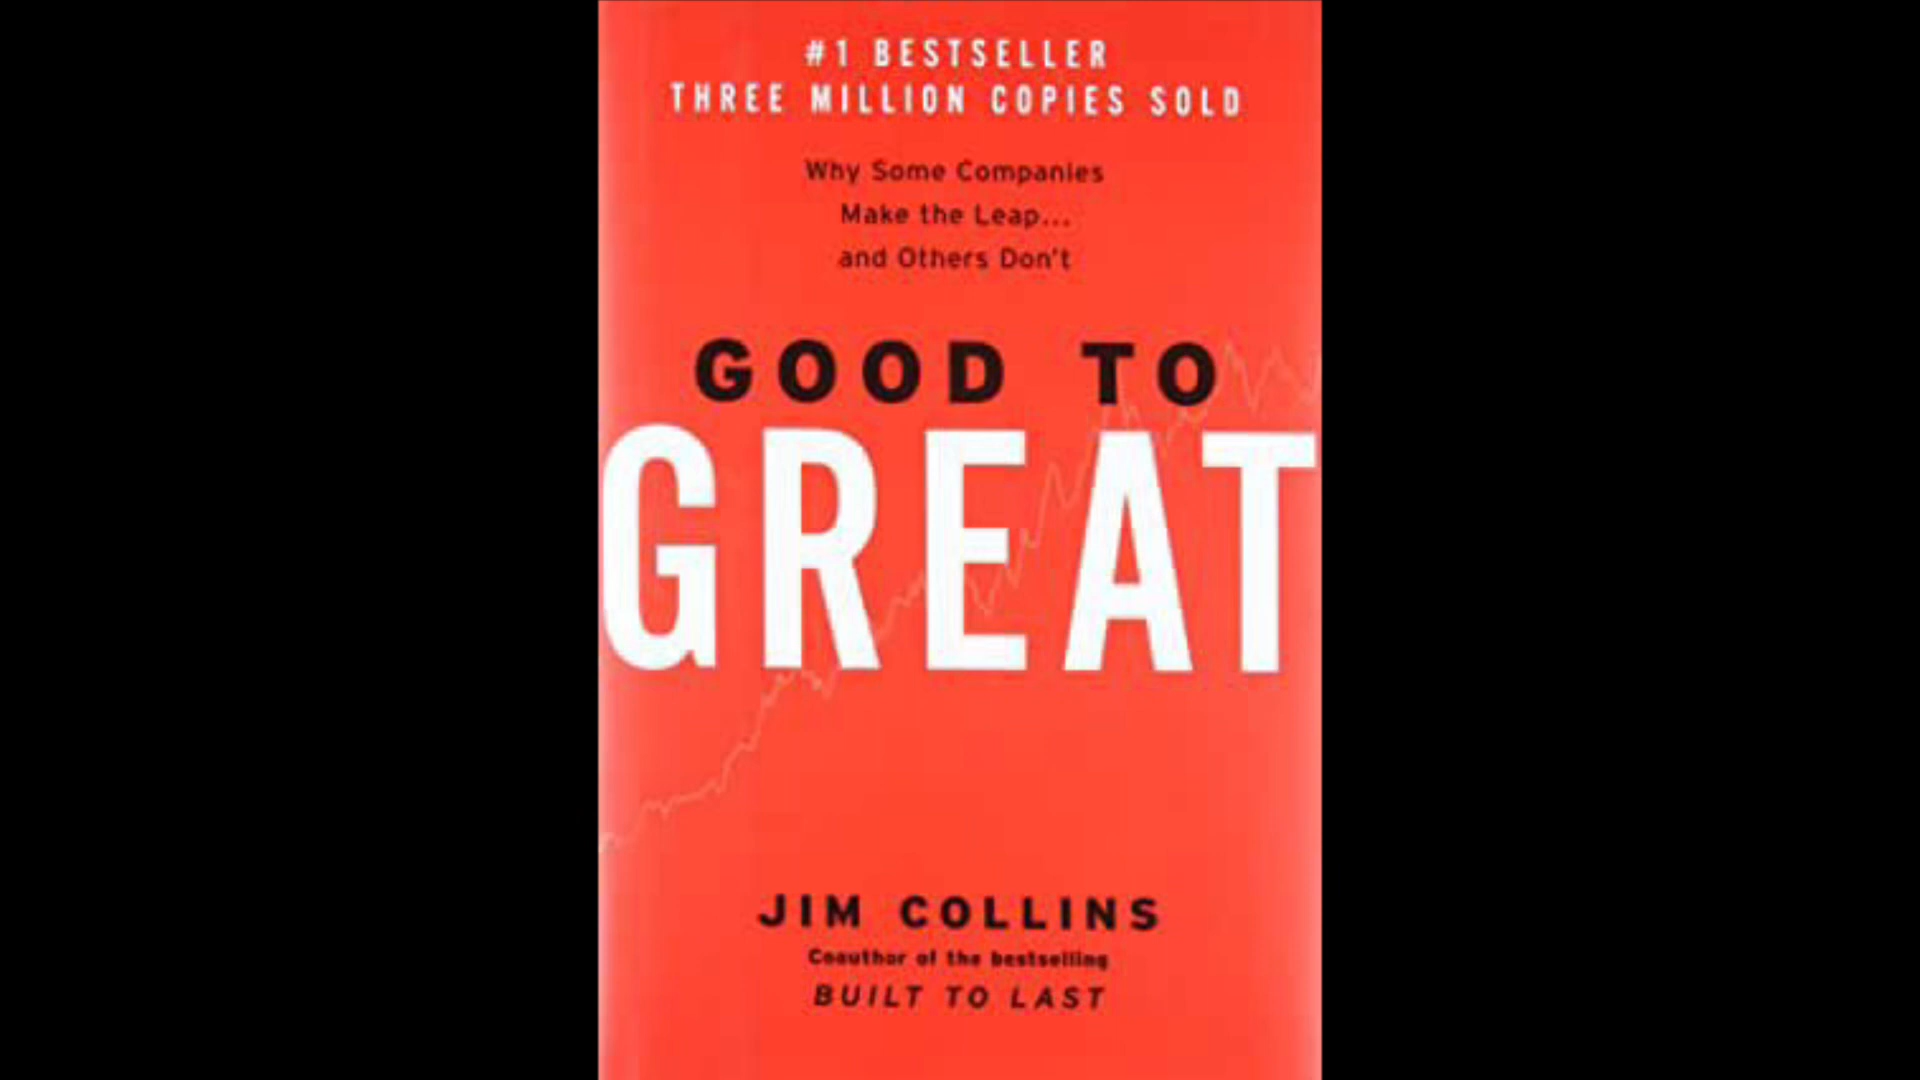 #1 BESTSELLER
THREE MILLION COPIES SOLD
Why Some Companies
Make the Leap...
and Others Don't
GOOD TO
GREAT
JIM COLLINS
Coauthor of the bestselling
BUILT TO LAST